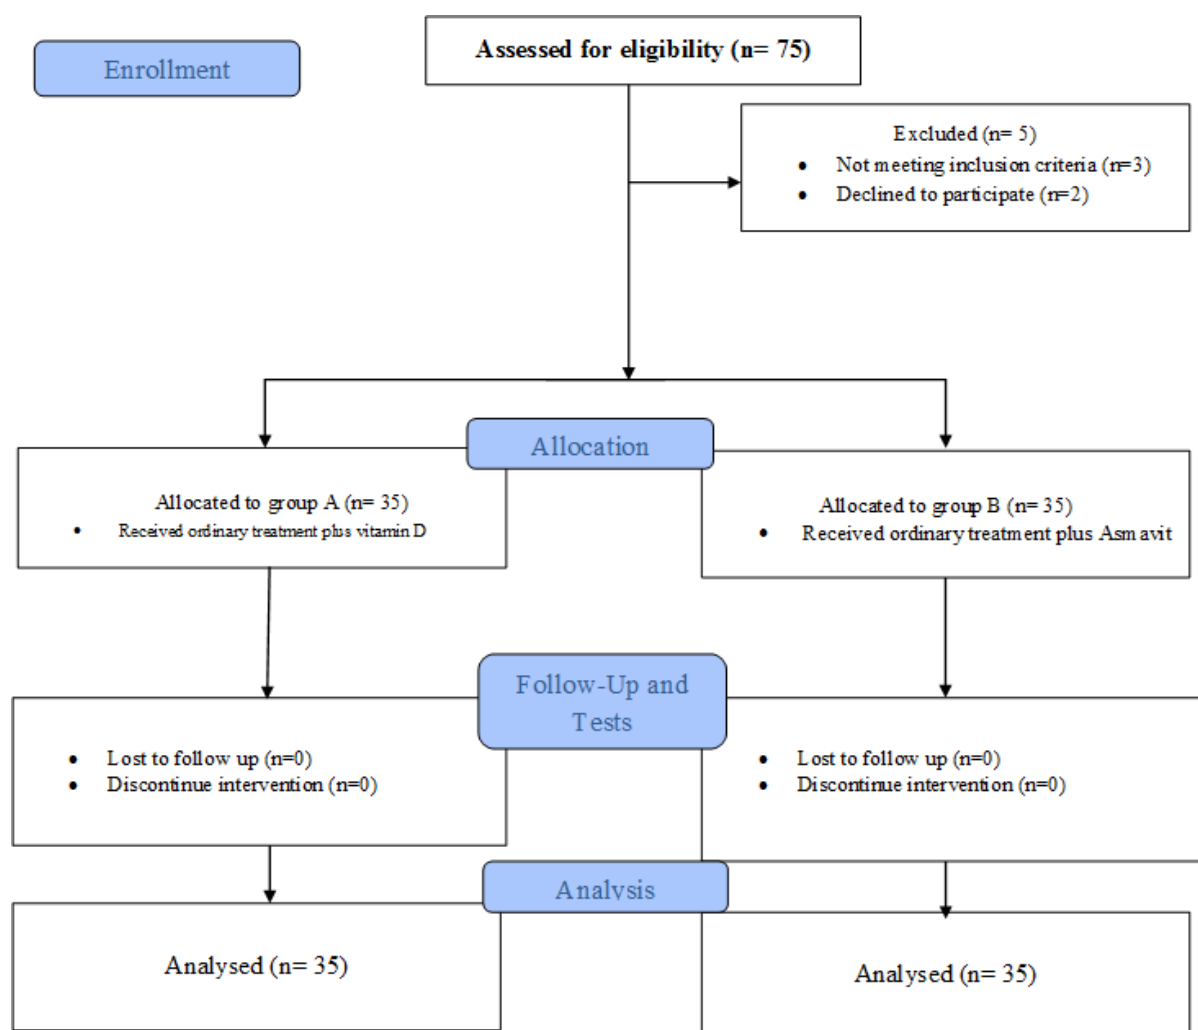 Enrollment
Assessed for eligibility (n= 75)
Excluded (n= 5)
• Not meeting inclusion criteria (n=3)
• Declined to participate (n=2)
Allocation
Allocated to group A (n= 35)
• Received ordinary treatment plus vitamin D
Allocated to group B (n= 35)
• Received ordinary treatment plus Asmavit
Follow-Up and
Tests
• Lost to follow up (n=0)
• Discontinue intervention (n=0)
• Lost to follow up (n=0)
• Discontinue intervention (n=0)
Analysis
Analysed (n= 35)
Analysed (n= 35)